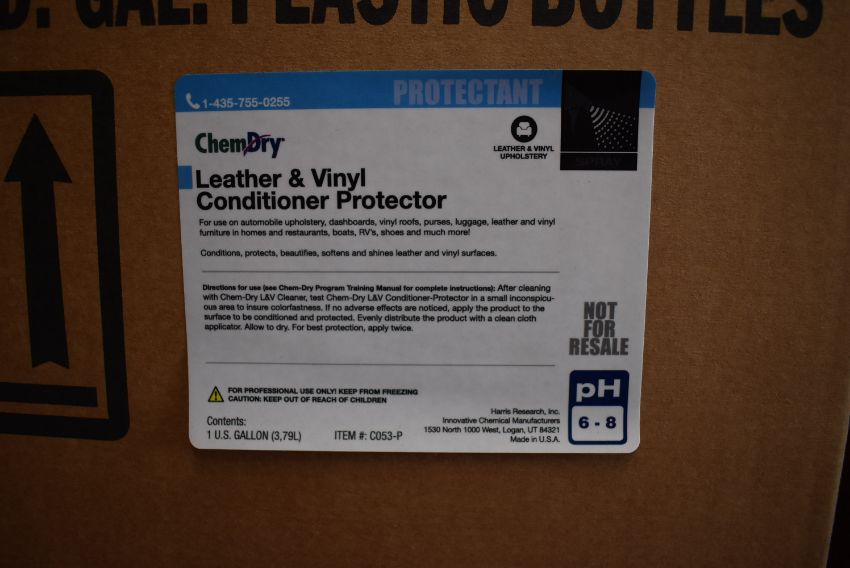 GAL. PLASTIC BOTTLES
1-435-755-0255
PROTECTANT
ChemDry
LEATHER & VINYL
UPHOLSTERY
SPRAY
Leather & Vinyl
Conditioner Protector
For use on automobile upholstery, dashboards, vinyl roofs, purses, luggage, leather and vinyl
furniture in homes and restaurants, boats, RV's, shoes and much more!
Conditions, protects, beautifies, softens and shines leather and vinyl surfaces.
Directions for use (see Chem-Dry Program Training Manual for complete instructions): After cleaning
with Chem-Dry L&V Cleaner, test Chem-Dry L&V Conditioner-Protector in a small inconspicu-
ous area to insure colorfastness. If no adverse effects are noticed, apply the product to the
surface to be conditioned and protected. Evenly distribute the product with a clean cloth
applicator. Allow to dry. For best protection, apply twice.
NOT
FOR
RESALE
FOR PROFESSIONAL USE ONLY! KEEP FROM FREEZING
CAUTION: KEEP OUT OF REACH OF CHILDREN
pH
6 - 8
Contents:
1 U.S. GALLON (3,79L)
ITEM #: C053-P
Harris Research, Inc.
Innovative Chemical Manufacturers
1530 North 1000 West, Logan, UT 84321
Made in U.S.A.